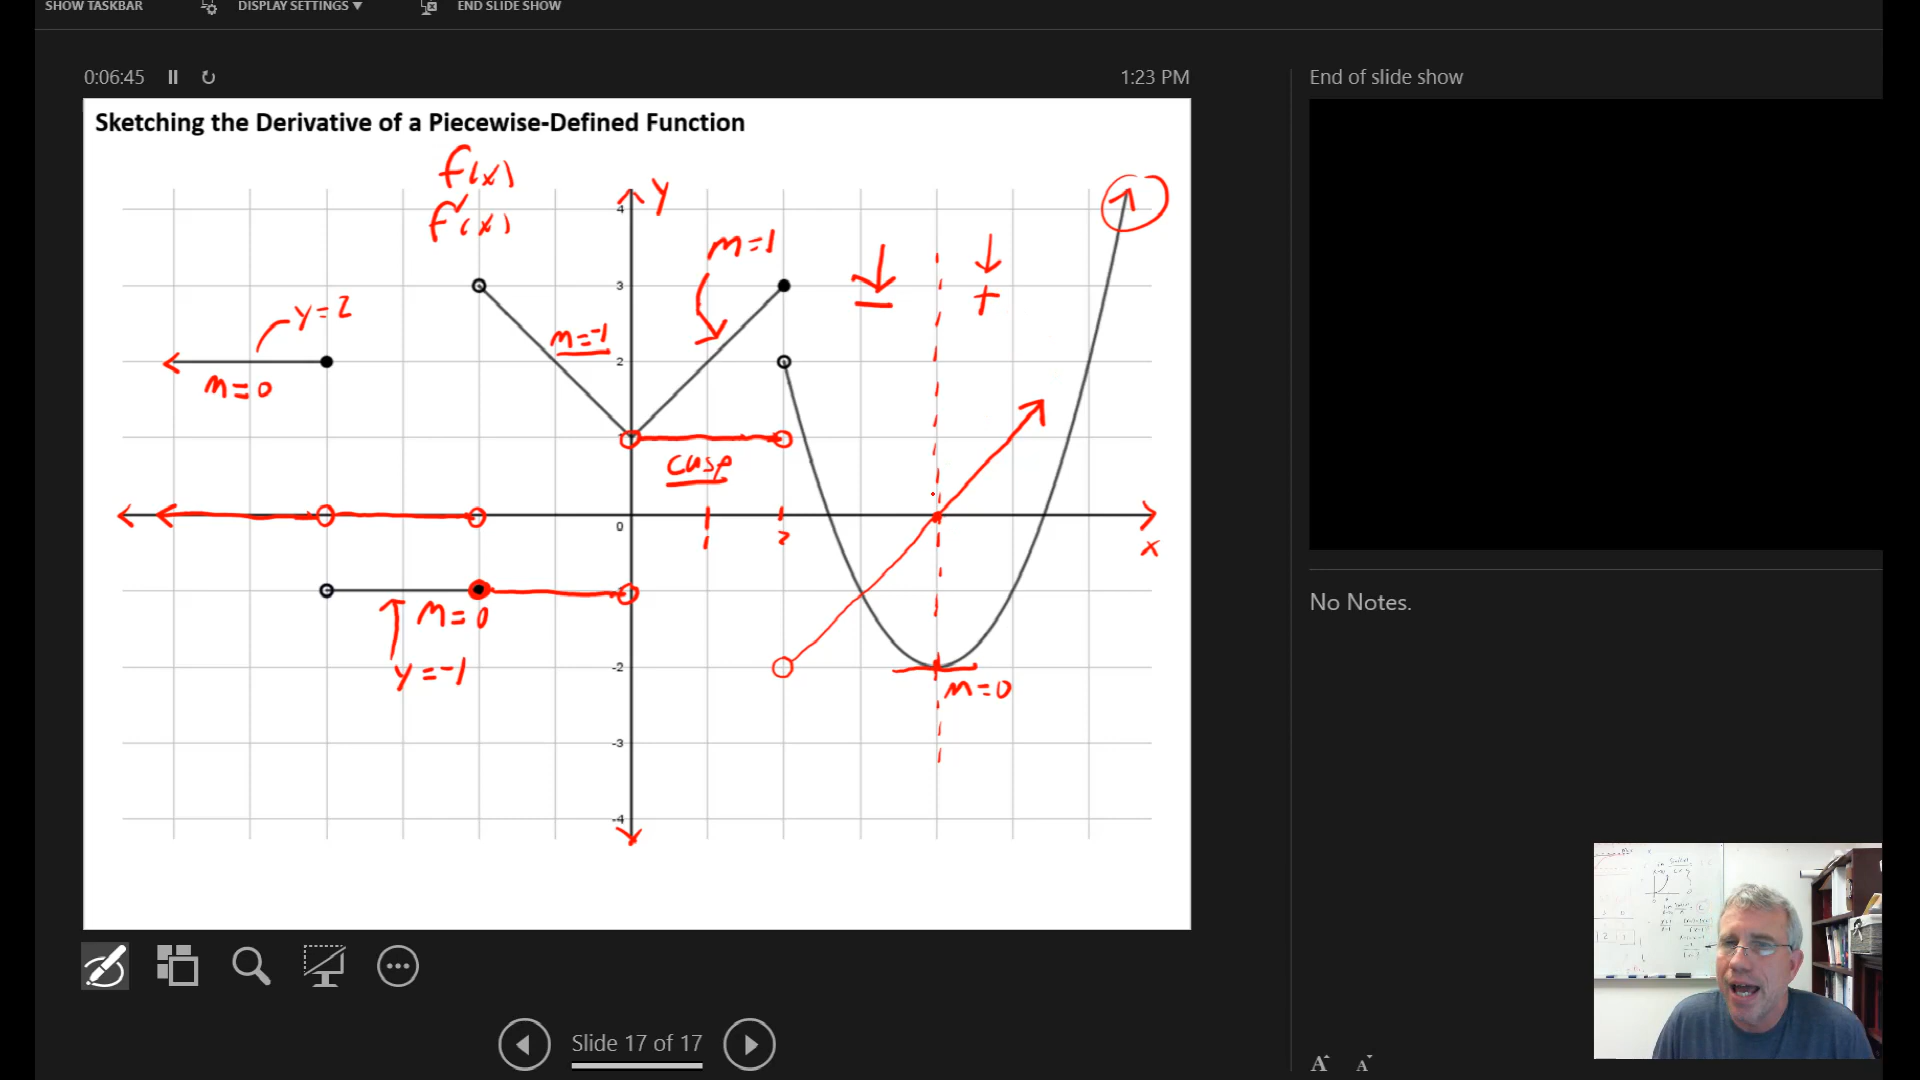 SHOW TASKBAR DISPLAY SETTINGS ▼ END SLIDE SHOW
0:06:45 1:23 PM
End of slide show
Sketching the Derivative of a Piecewise-Defined Function
f(x)
f'(x)
y
4
m=1
3
+
y=2
m=-1
2
m=0
cusp
0
1
2
x
m=0
y=-1
-2
m=0
-3
-4
No Notes.
Slide 17 of 17
A A